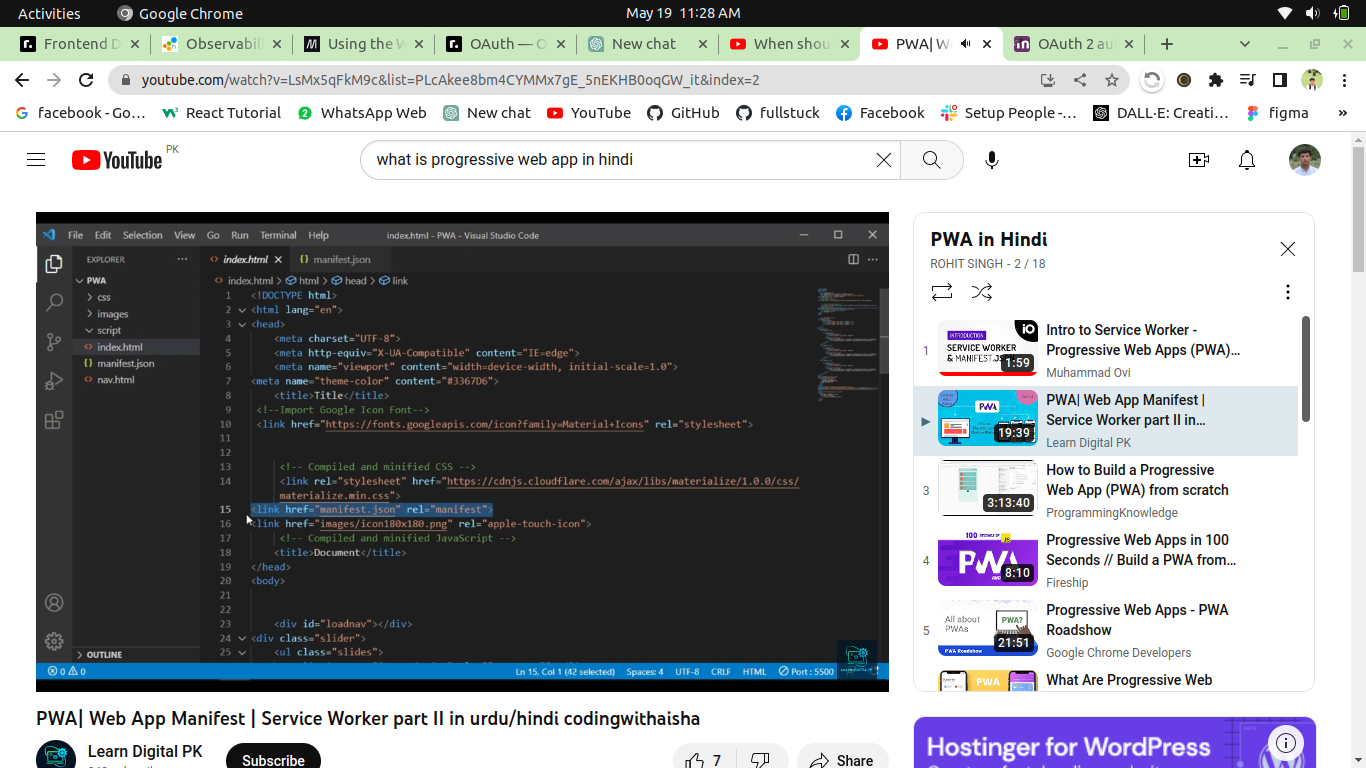 Activities Google Chrome May 19 11:28 AM
Frontend D Observabil Using the W OAuth — O New chat When shou PWA| W OAuth 2 au
youtube.com/watch?v=LsMx5qFkM9c&list=PLcAkee8bm4CYMMx7gE_5nEKHB0oqGW_it&index=2
facebook - Go... React Tutorial WhatsApp Web New chat YouTube GitHub fullstuck Facebook Setup People -... DALL·E: Creati... figma »
YouTube PK
what is progressive web app in hindi
File Edit Selection View Go Run Terminal Help index.html - PWA - Visual Studio Code
EXPLORER ··· index.html manifest.json
PWA
css
images
script
index.html
manifest.json
nav.html
OUTLINE
index.html > html > head > link
1 <!DOCTYPE html>
2 <html lang="en">
3 <head>
4 <meta charset="UTF-8">
5 <meta http-equiv="X-UA-Compatible" content="IE=edge">
6 <meta name="viewport" content="width=device-width, initial-scale=1.0">
7 <meta name="theme-color" content="#3367D6">
8 <title>Title</title>
9 <!--Import Google Icon Font-->
10 <link href="https://fonts.googleapis.com/icon?family=Material+Icons" rel="stylesheet">
11
12
13 <!-- Compiled and minified CSS -->
14 <link rel="stylesheet" href="https://cdnjs.cloudflare.com/ajax/libs/materialize/1.0.0/css/
materialize.min.css">
15 <link href="manifest.json" rel="manifest">
16 <link href="images/icon180x180.png" rel="apple-touch-icon">
17 <!-- Compiled and minified JavaScript -->
18 <title>Document</title>
19 </head>
20 <body>
21
22
23 <div id="loadnav"></div>
24 <div class="slider">
25 <ul class="slides">
0 0 Ln 15, Col 1 (42 selected) Spaces: 4 UTF-8 CRLF HTML Port : 5500
PWA| Web App Manifest | Service Worker part II in urdu/hindi codingwithaisha
Learn Digital PK
Subscribe
7
Share
PWA in Hindi
ROHIT SINGH - 2 / 18
1
INTRODUCTION
SERVICE WORKER
& MANIFEST.JS
1:59
Intro to Service Worker -
Progressive Web Apps (PWA)...
Muhammad Ovi
PWA
19:39
PWA| Web App Manifest |
Service Worker part II in...
Learn Digital PK
3
3:13:40
How to Build a Progressive
Web App (PWA) from scratch
ProgrammingKnowledge
4
100 SECONDS OF JS
PWA
8:10
Progressive Web Apps in 100
Seconds // Build a PWA from...
Fireship
5
All about
PWAs
PWA?
21:51
PWA Roadshow
Progressive Web Apps - PWA
Roadshow
Google Chrome Developers
PWA
What Are Progressive Web
Hostinger for WordPress